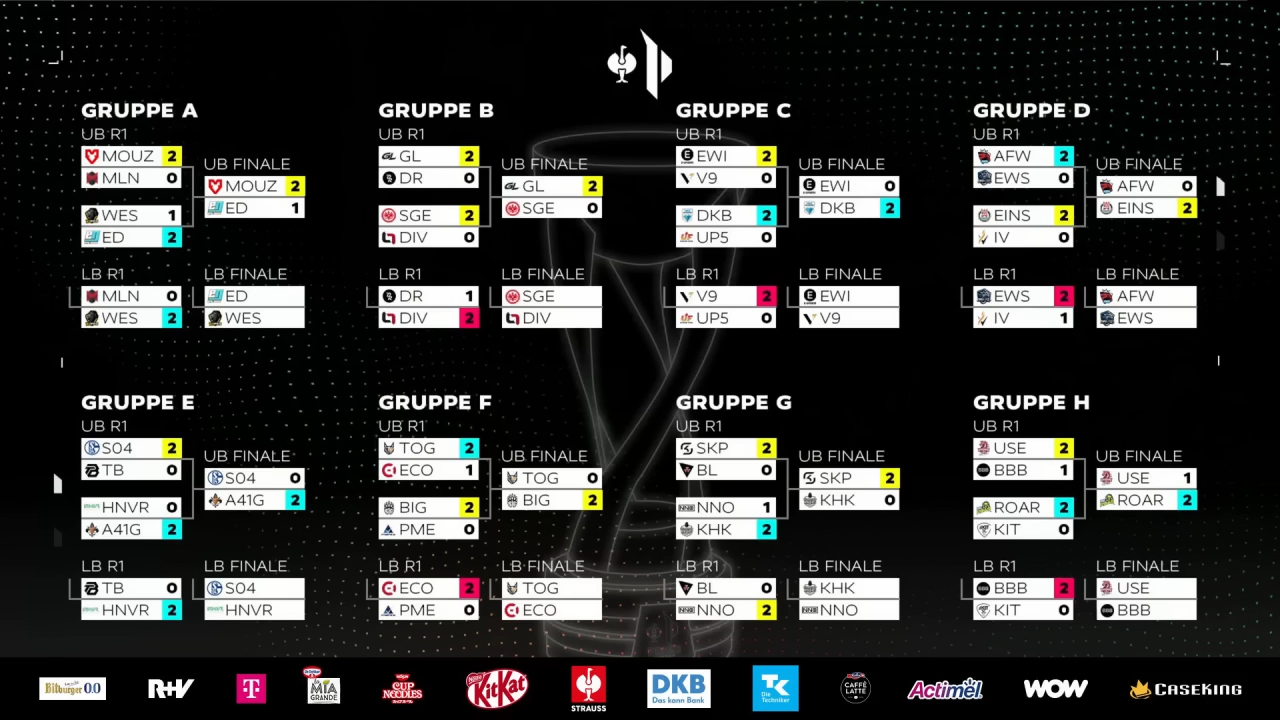 GRUPPE A
UB R1
MOUZ 2
MLN 0
WES 1
ED 2
UB FINALE
MOUZ 2
ED 1
LB R1
MLN 0
WES 2
LB FINALE
ED
WES
GRUPPE B
UB R1
GL 2
DR 0
SGE 2
DIV 0
UB FINALE
GL 2
SGE 0
LB R1
DR 1
DIV 2
LB FINALE
SGE
DIV
GRUPPE C
UB R1
EWI 2
V9 0
DKB 2
UP5 0
UB FINALE
EWI 0
DKB 2
LB R1
V9 2
UP5 0
LB FINALE
EWI
V9
GRUPPE D
UB R1
AFW 2
EWS 0
EINS 2
IV 0
UB FINALE
AFW 0
EINS 2
LB R1
EWS 2
IV 1
LB FINALE
AFW
EWS
GRUPPE E
UB R1
S04 2
TB 0
HNVR 0
A41G 2
UB FINALE
S04 0
A41G 2
LB R1
TB 0
HNVR 2
LB FINALE
S04
HNVR
GRUPPE F
UB R1
TOG 2
ECO 1
BIG 2
PME 0
UB FINALE
TOG 0
BIG 2
LB R1
ECO 2
PME 0
LB FINALE
TOG
ECO
GRUPPE G
UB R1
SKP 2
BL 0
NNO 1
KHK 2
UB FINALE
SKP 2
KHK 0
LB R1
BL 0
NNO 2
LB FINALE
KHK
NNO
GRUPPE H
UB R1
USE 2
BBB 1
ROAR 2
KIT 0
UB FINALE
USE 1
ROAR 2
LB R1
BBB 2
KIT 0
LB FINALE
USE
BBB
Bitburger 0,0
R+V
T
LA MIA GRANDE
CUP NOODLES
KitKat
STRAUSS
DKB
Das kann Bank
TK
Die Techniker
CAFFÈ LATTE
Actimel
WOW
CASEKING